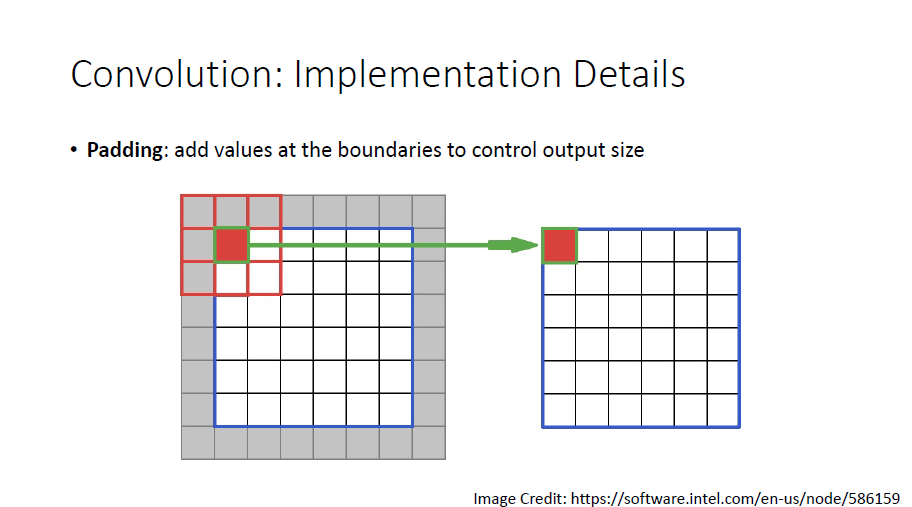 Convolution: Implementation Details
• Padding: add values at the boundaries to control output size
Image Credit: https://software.intel.com/en-us/node/586159